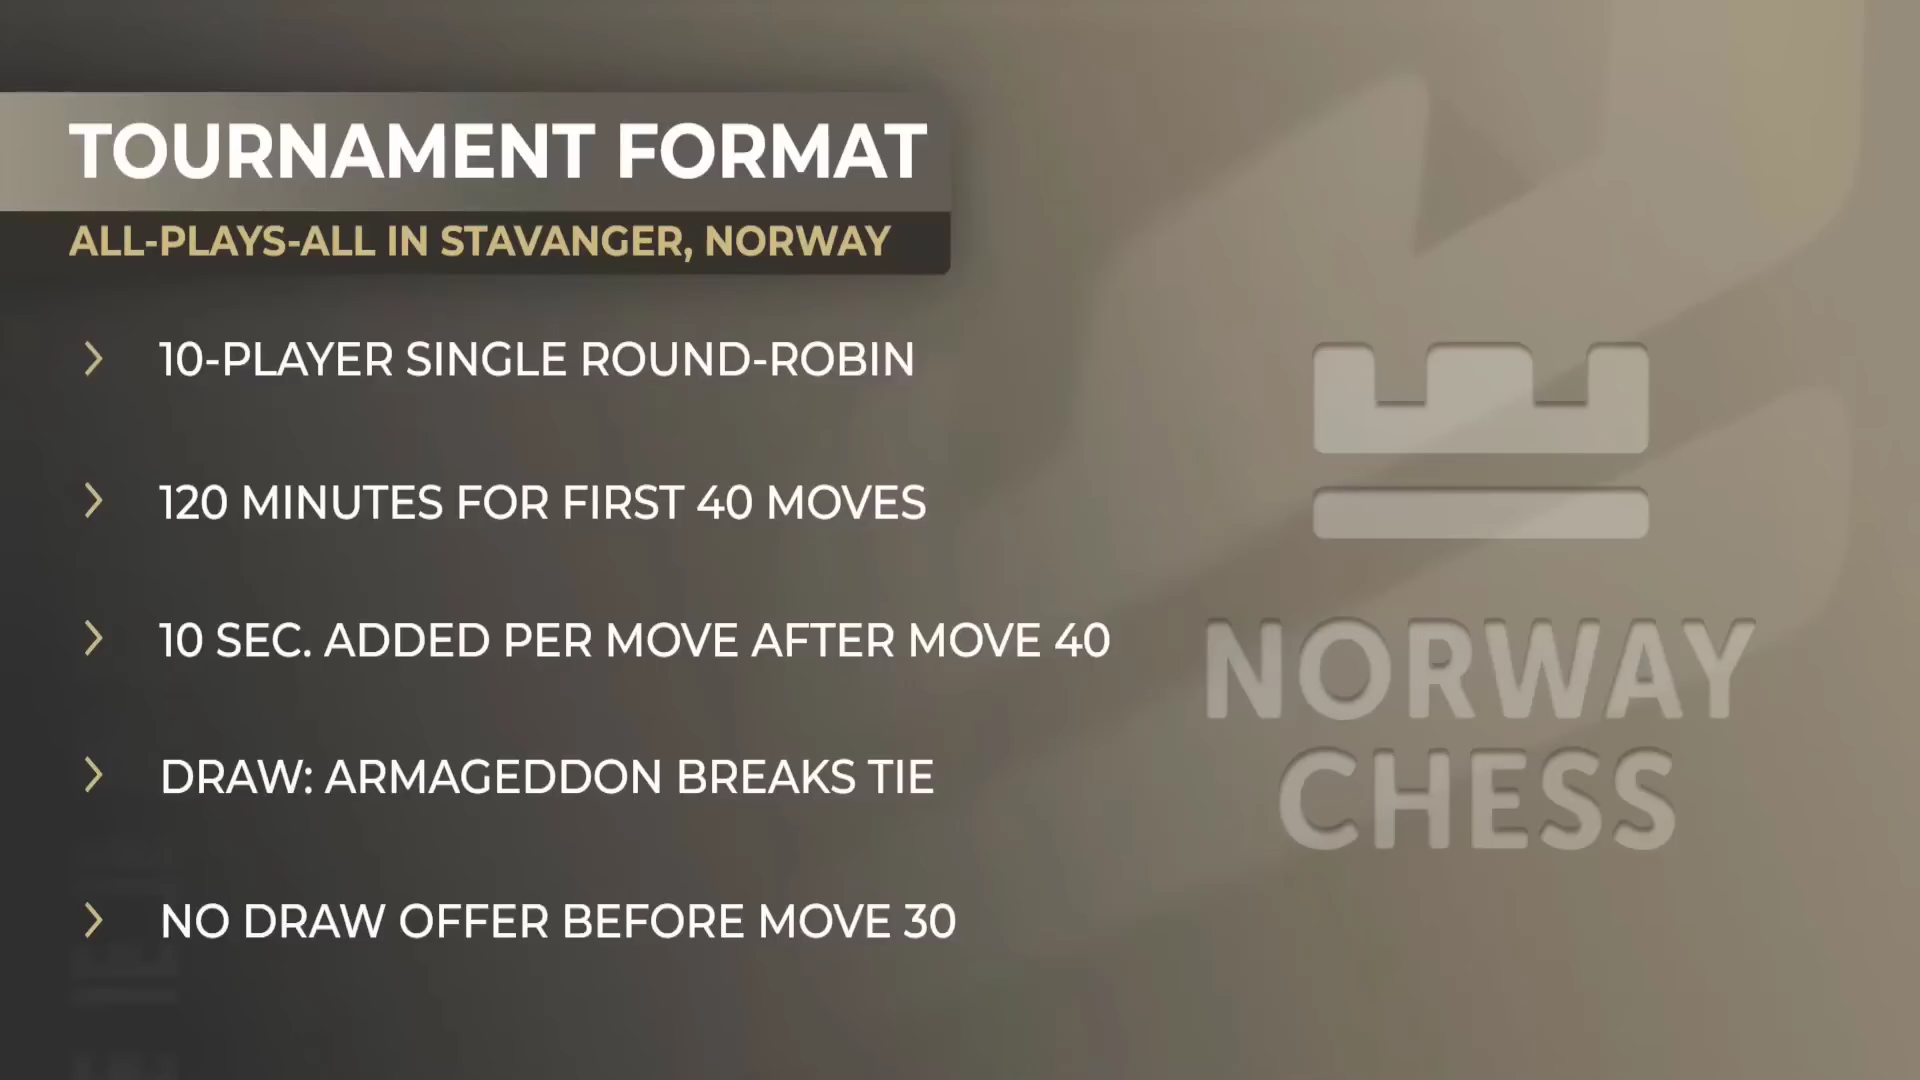 TOURNAMENT FORMAT
ALL-PLAYS-ALL IN STAVANGER, NORWAY
10-PLAYER SINGLE ROUND-ROBIN
120 MINUTES FOR FIRST 40 MOVES
10 SEC. ADDED PER MOVE AFTER MOVE 40
DRAW: ARMAGEDDON BREAKS TIE
NO DRAW OFFER BEFORE MOVE 30
NORWAY
CHESS